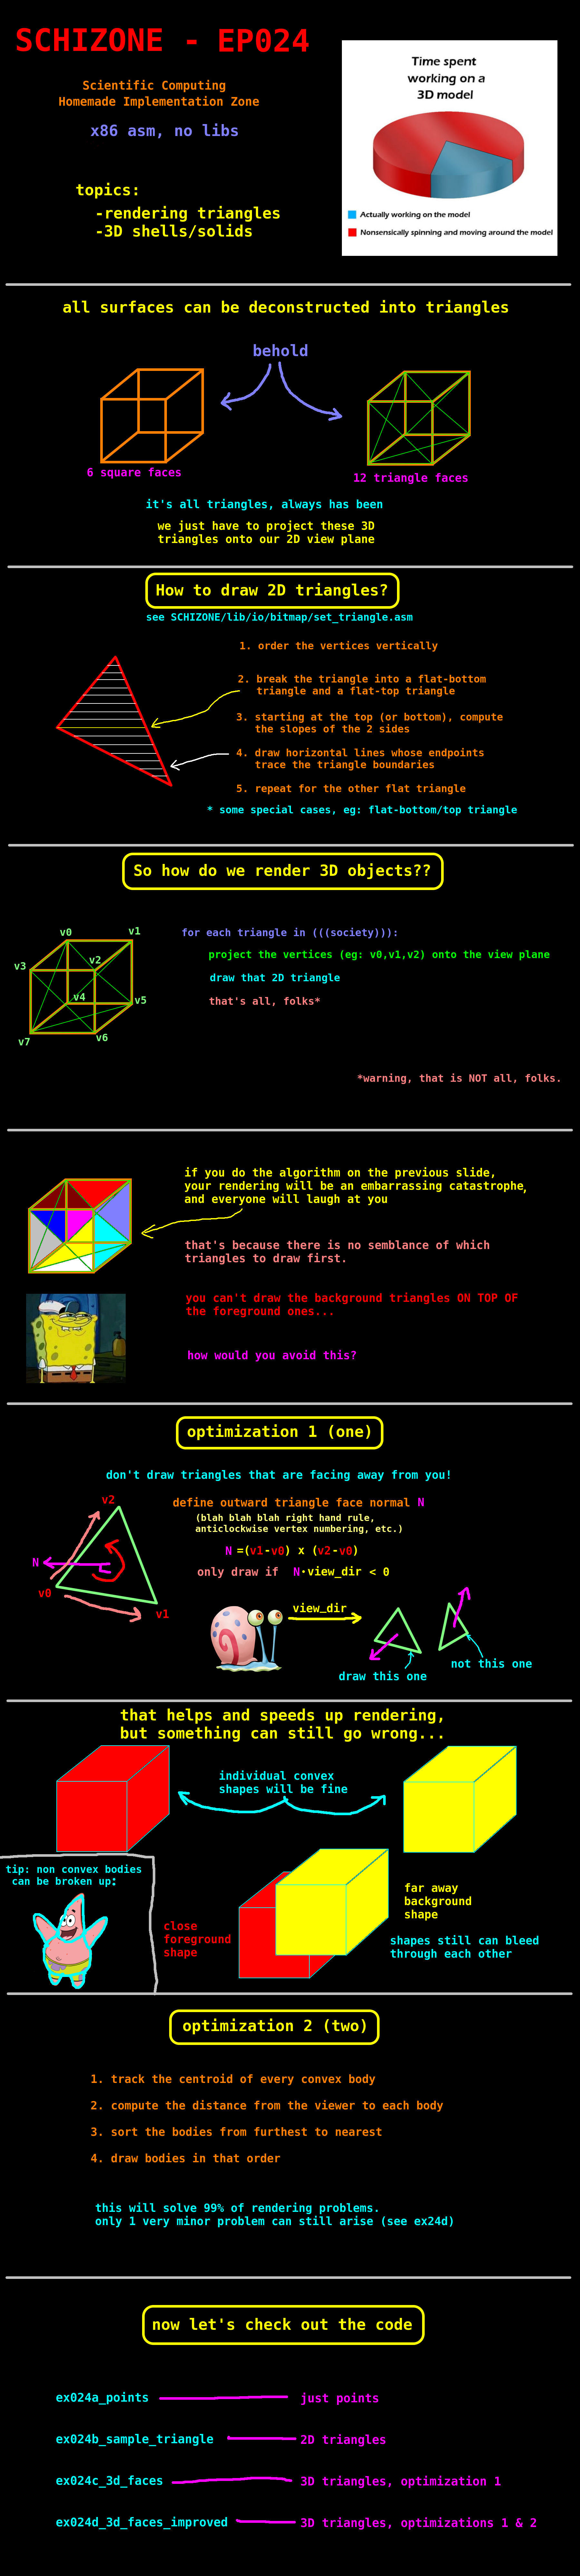 SCHIZONE - EP024
Scientific Computing
Homemade Implementation Zone
x86 asm, no libs
topics:
-rendering triangles
-3D shells/solids
Time spent
working on a
3D model
Actually working on the model
Nonsensically spinning and moving around the model
all surfaces can be deconstructed into triangles
behold
6 square faces
12 triangle faces
it's all triangles, always has been
we just have to project these 3D
triangles onto our 2D view plane
How to draw 2D triangles?
see SCHIZONE/lib/io/bitmap/set_triangle.asm
1. order the vertices vertically
2. break the triangle into a flat-bottom
triangle and a flat-top triangle
3. starting at the top (or bottom), compute
the slopes of the 2 sides
4. draw horizontal lines whose endpoints
trace the triangle boundaries
5. repeat for the other flat triangle
* some special cases, eg: flat-bottom/top triangle
So how do we render 3D objects??
v0
v1
v3
v2
v4
v5
v7
v6
for each triangle in (((society))):
project the vertices (eg: v0,v1,v2) onto the view plane
draw that 2D triangle
that's all, folks*
*warning, that is NOT all, folks.
if you do the algorithm on the previous slide,
your rendering will be an embarrassing catastrophe,
and everyone will laugh at you
that's because there is no semblance of which
triangles to draw first.
you can't draw the background triangles ON TOP OF
the foreground ones...
how would you avoid this?
optimization 1 (one)
don't draw triangles that are facing away from you!
v2
N
v0
v1
define outward triangle face normal N
(blah blah blah right hand rule,
anticlockwise vertex numbering, etc.)
N =(v1-v0) x (v2-v0)
only draw if N·view_dir < 0
view_dir
draw this one
not this one
that helps and speeds up rendering,
but something can still go wrong...
individual convex
shapes will be fine
tip: non convex bodies
can be broken up:
close
foreground
shape
far away
background
shape
shapes still can bleed
through each other
optimization 2 (two)
1. track the centroid of every convex body
2. compute the distance from the viewer to each body
3. sort the bodies from furthest to nearest
4. draw bodies in that order
this will solve 99% of rendering problems.
only 1 very minor problem can still arise (see ex24d)
now let's check out the code
ex024a_points just points
ex024b_sample_triangle 2D triangles
ex024c_3d_faces 3D triangles, optimization 1
ex024d_3d_faces_improved 3D triangles, optimizations 1 & 2